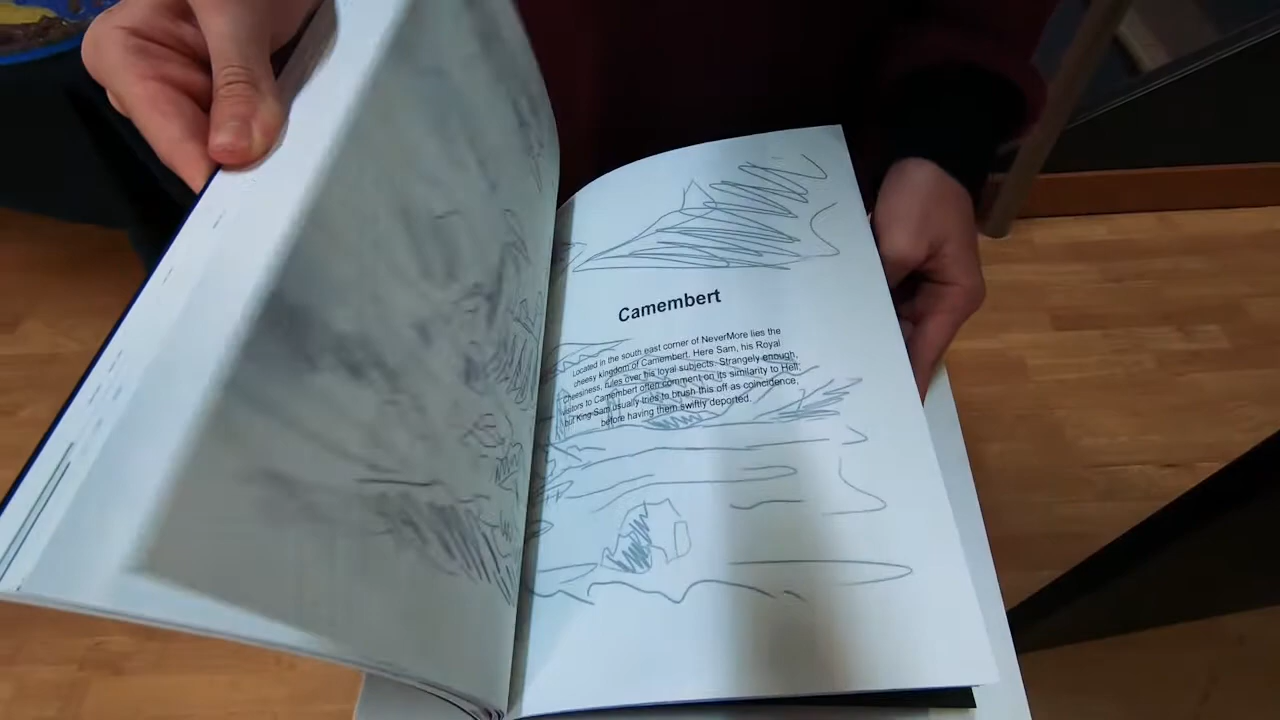 Camembert
Located in the south east corner of NeverMore lies the
cheesy kingdom of Camembert. Here Sam, his Royal
Cheesiness, rules over his loyal subjects. Strangely enough,
visitors to Camembert often comment on its similarity to Hell,
but King Sam usually tries to brush this off as coincidence,
before having them swiftly deported.